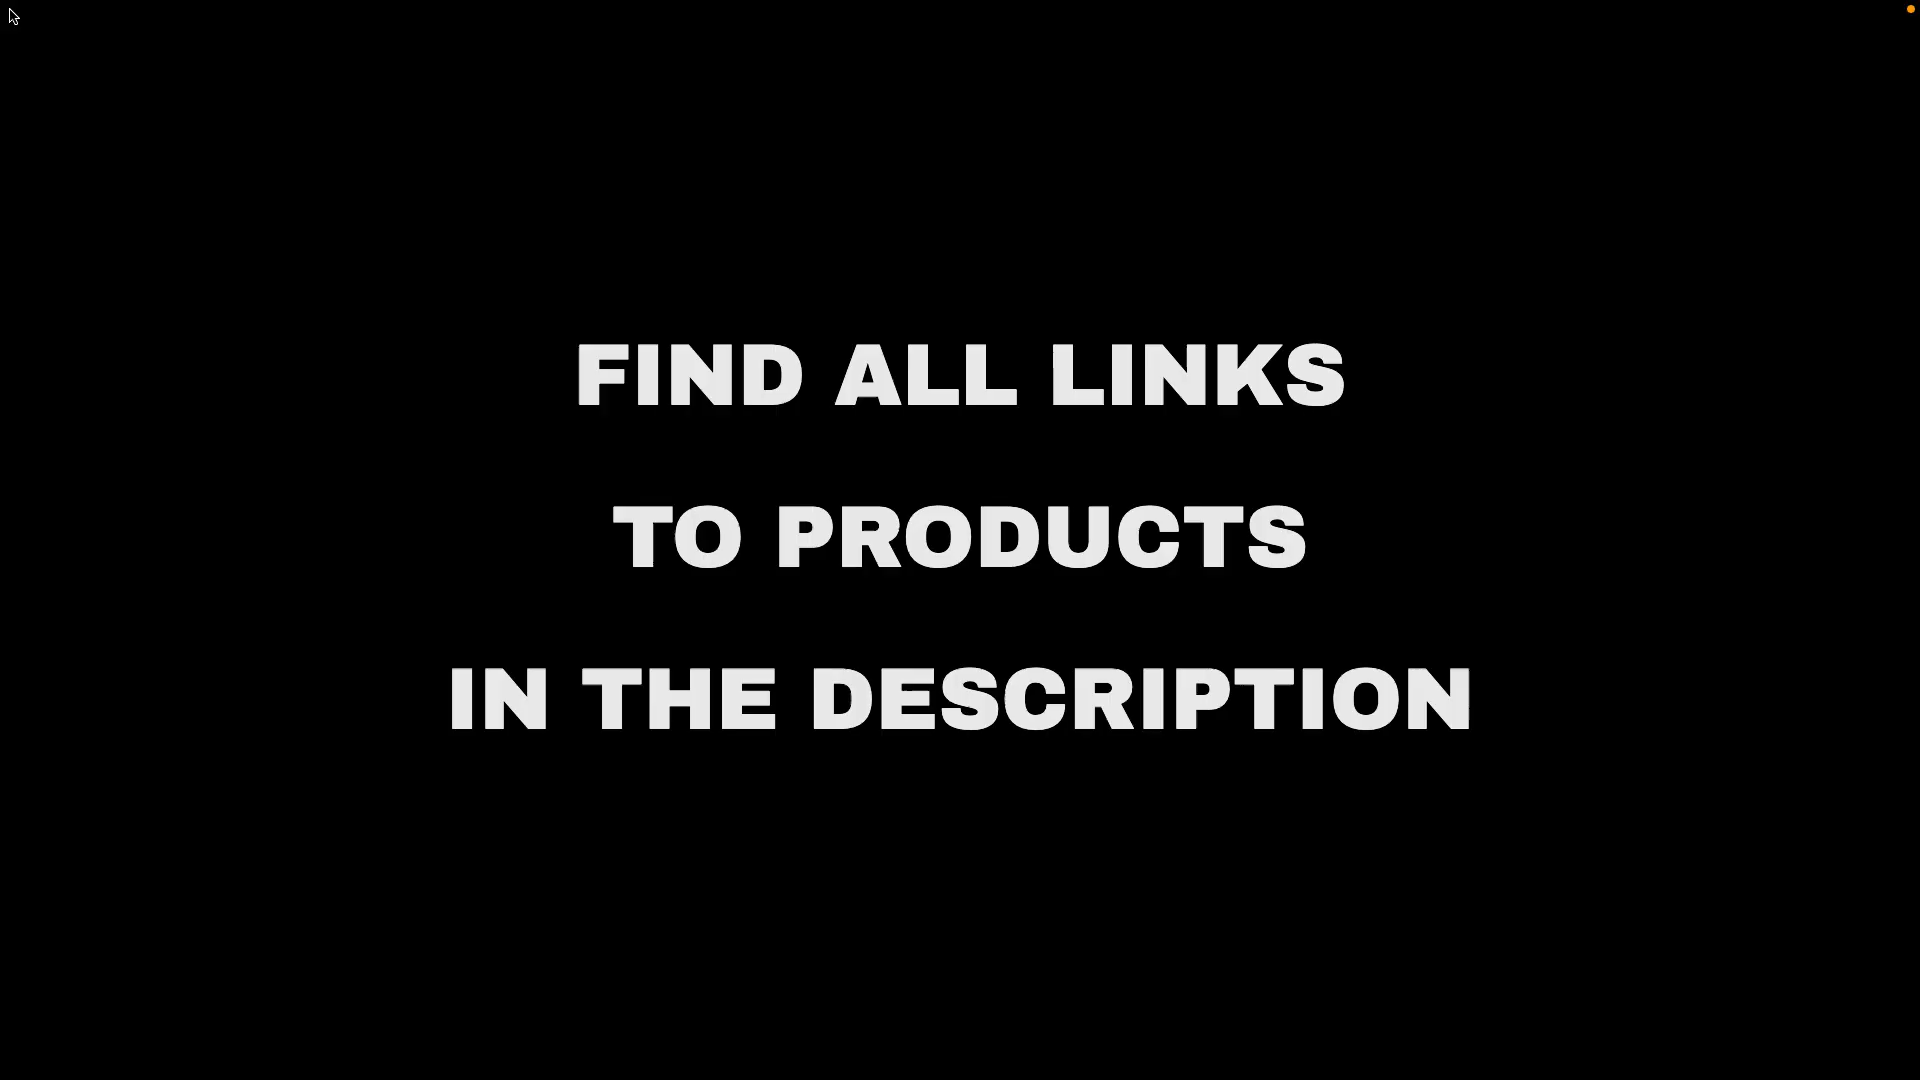 FIND ALL LINKS
TO PRODUCTS
IN THE DESCRIPTION